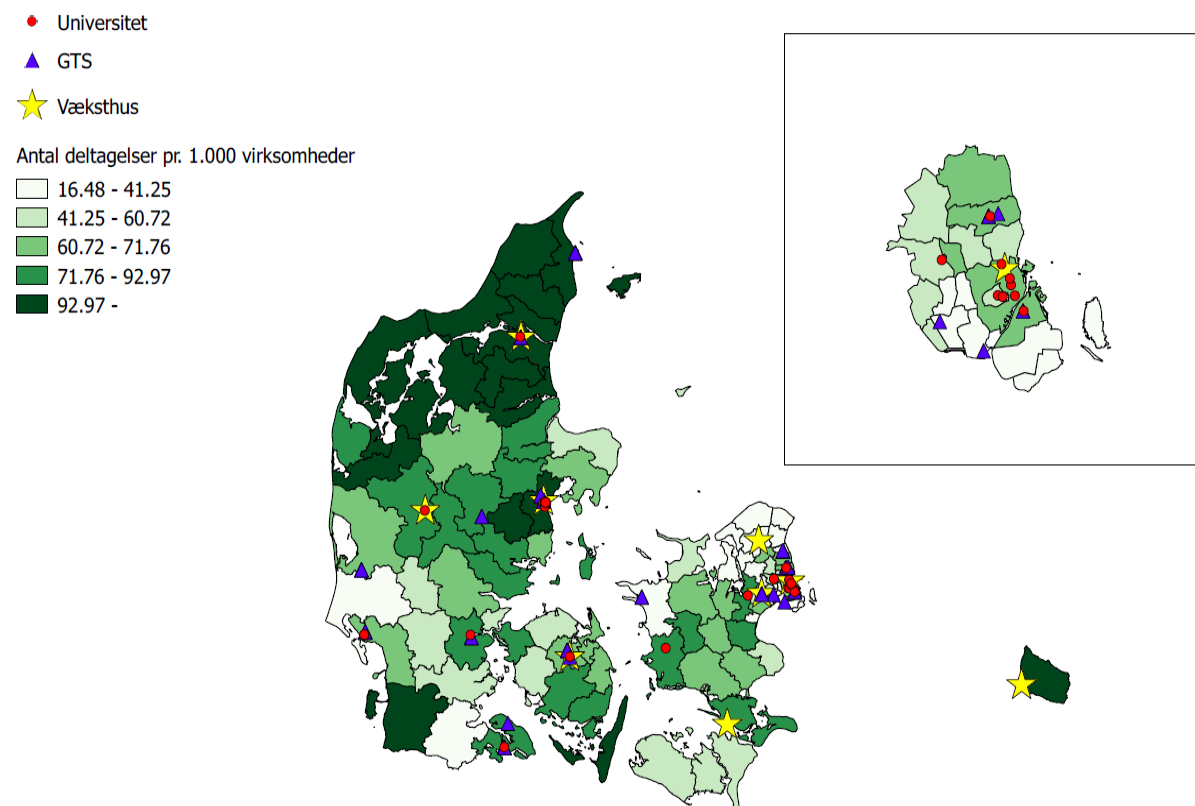 Universitet
GTS
Væksthus
Antal deltagelser pr. 1.000 virksomheder
16.48 - 41.25
41.25 - 60.72
60.72 - 71.76
71.76 - 92.97
92.97 -